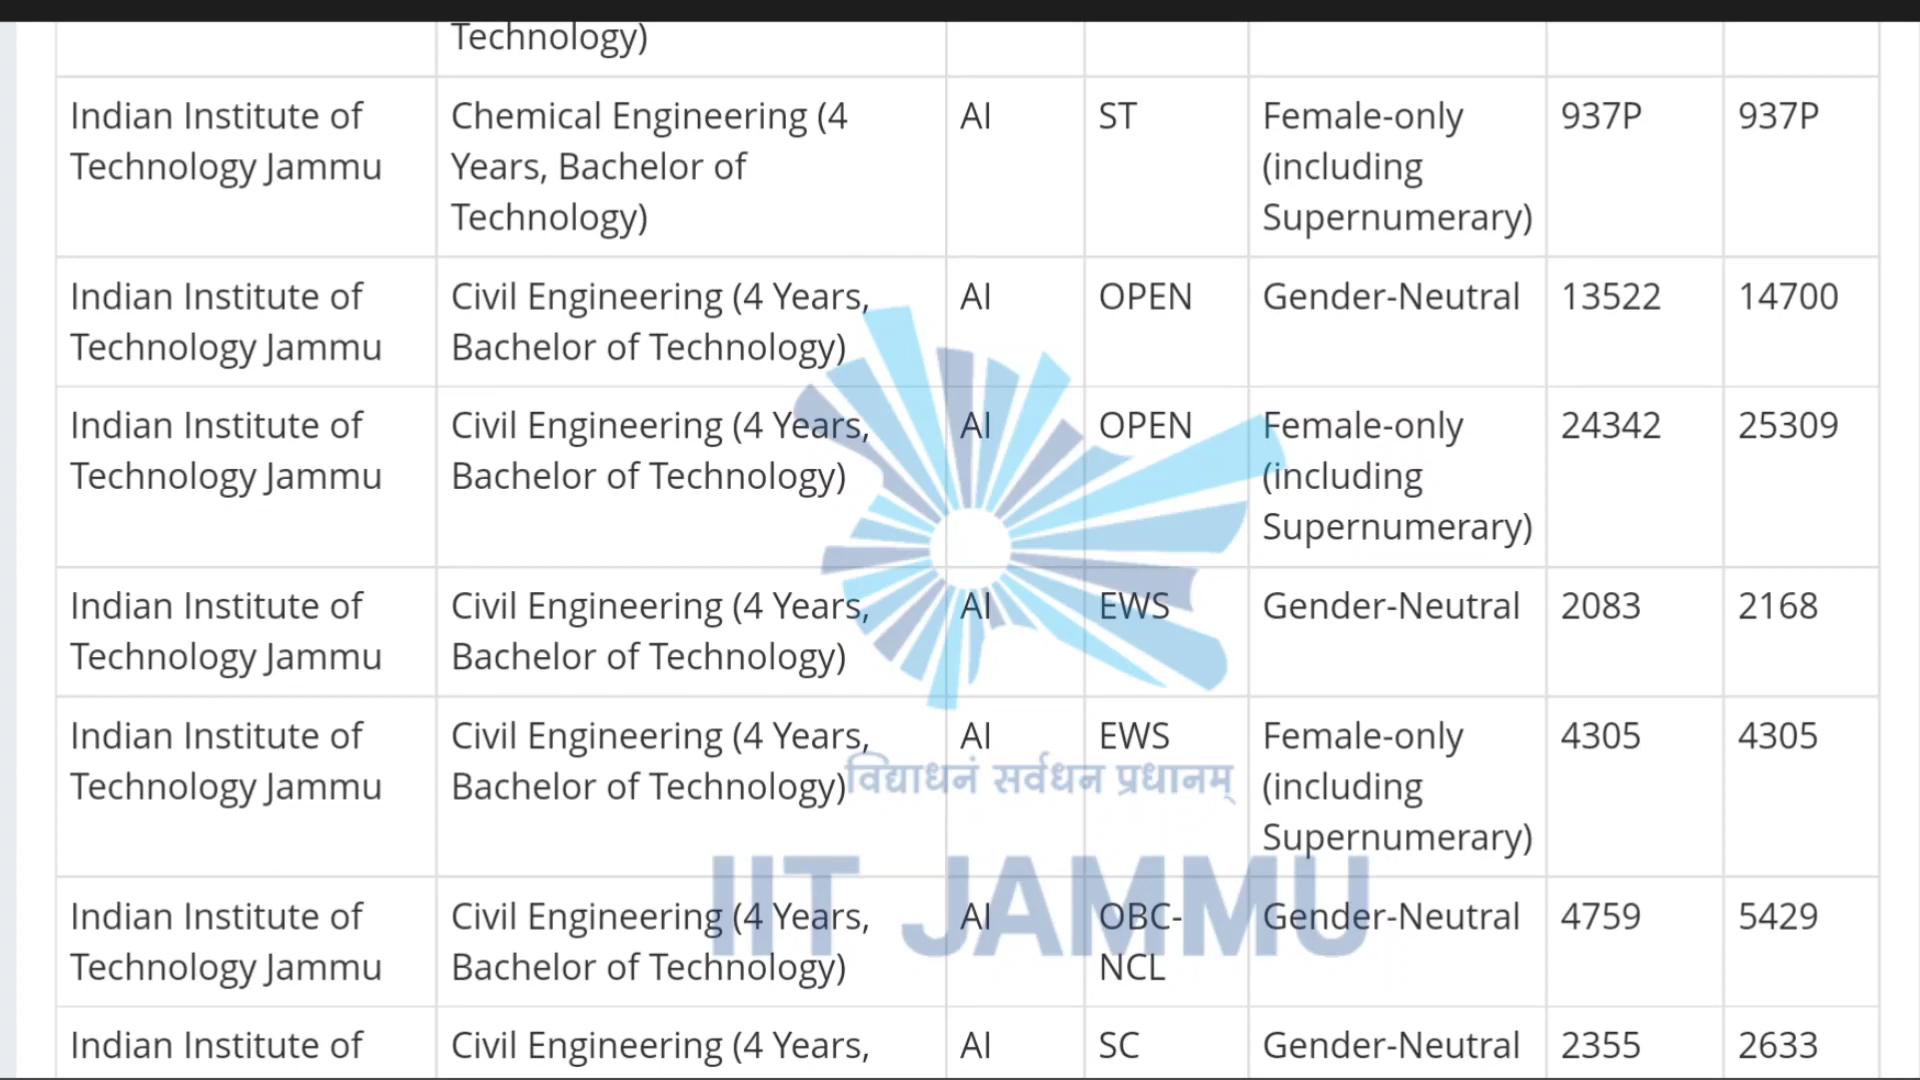 Technology)
Indian Institute of Technology Jammu Chemical Engineering (4 Years, Bachelor of Technology) AI ST Female-only (including Supernumerary) 937P 937P
Indian Institute of Technology Jammu Civil Engineering (4 Years, Bachelor of Technology) AI OPEN Gender-Neutral 13522 14700
Indian Institute of Technology Jammu Civil Engineering (4 Years, Bachelor of Technology) AI OPEN Female-only (including Supernumerary) 24342 25309
Indian Institute of Technology Jammu Civil Engineering (4 Years, Bachelor of Technology) AI EWS Gender-Neutral 2083 2168
Indian Institute of Technology Jammu Civil Engineering (4 Years, Bachelor of Technology) AI EWS Female-only (including Supernumerary) 4305 4305
विद्याधनं सर्वधन प्रधानम्
IIT JAMMU
Indian Institute of Technology Jammu Civil Engineering (4 Years, Bachelor of Technology) AI OBC-NCL Gender-Neutral 4759 5429
Indian Institute of Civil Engineering (4 Years, AI SC Gender-Neutral 2355 2633